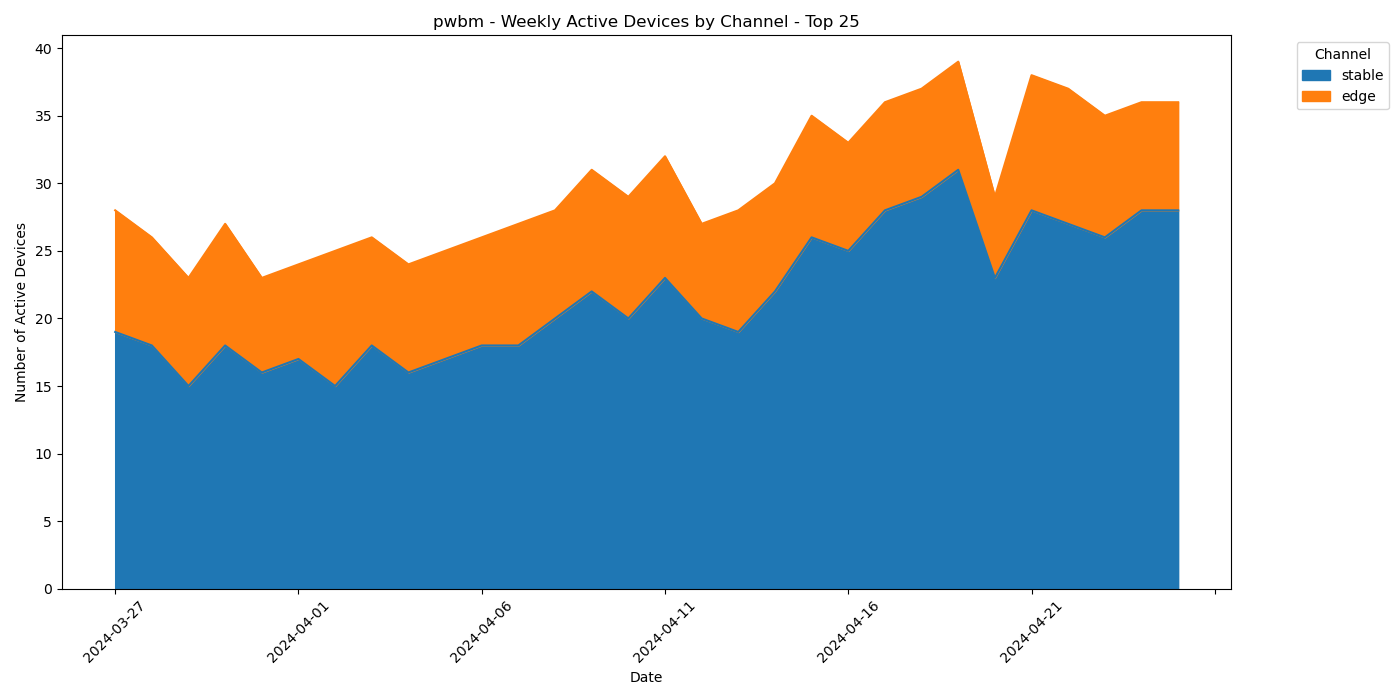 pwbm - Weekly Active Devices by Channel - Top 25
Channel
stable
edge
Number of Active Devices
40
35
30
25
20
15
10
5
0
2024-03-27
2024-04-01
2024-04-06
2024-04-11
2024-04-16
2024-04-21
Date